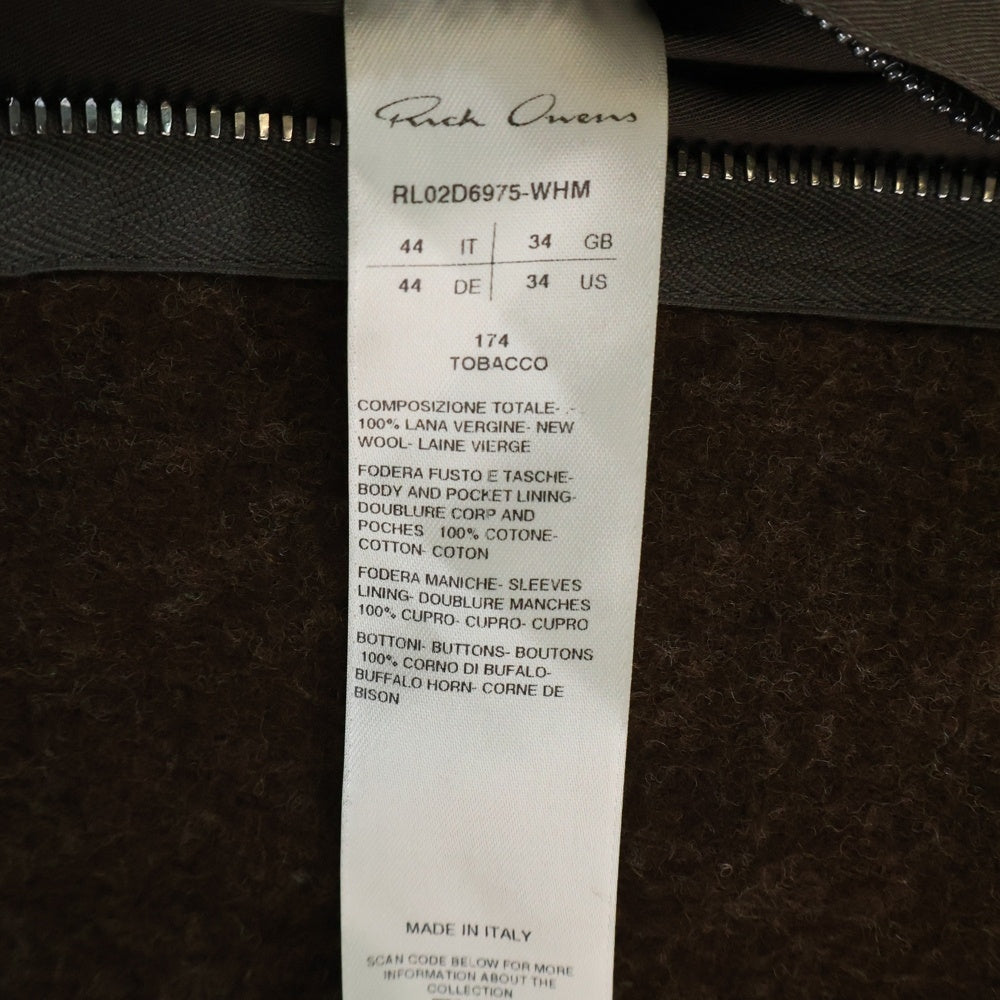 Rick Owens
RL02D6975-WHM
44 IT 34 GB
44 DE 34 US
174
TOBACCO
COMPOSIZIONE TOTALE- .-
100% LANA VERGINE- NEW
WOOL- LAINE VIERGE
FODERA FUSTO E TASCHE-
BODY AND POCKET LINING-
DOUBLURE CORP AND
POCHES 100% COTONE-
COTTON- COTON
FODERA MANICHE- SLEEVES
LINING- DOUBLURE MANCHES
100% CUPRO- CUPRO- CUPRO
BOTTONI- BUTTONS- BOUTONS
100% CORNO DI BUFALO-
BUFFALO HORN- CORNE DE
BISON
MADE IN ITALY
SCAN CODE BELOW FOR MORE
INFORMATION ABOUT THE
COLLECTION